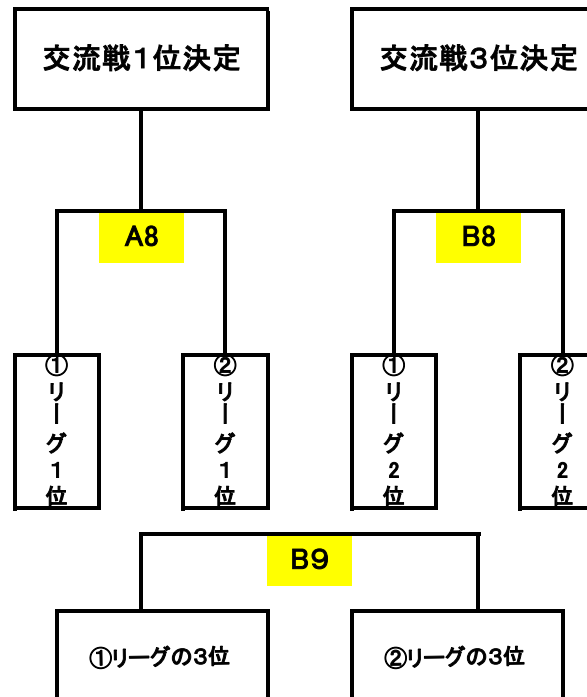 交流戦1位決定
交流戦3位決定
A8
B8
①リーグ1位
②リーグ1位
①リーグ2位
②リーグ2位
B9
①リーグの3位
②リーグの3位